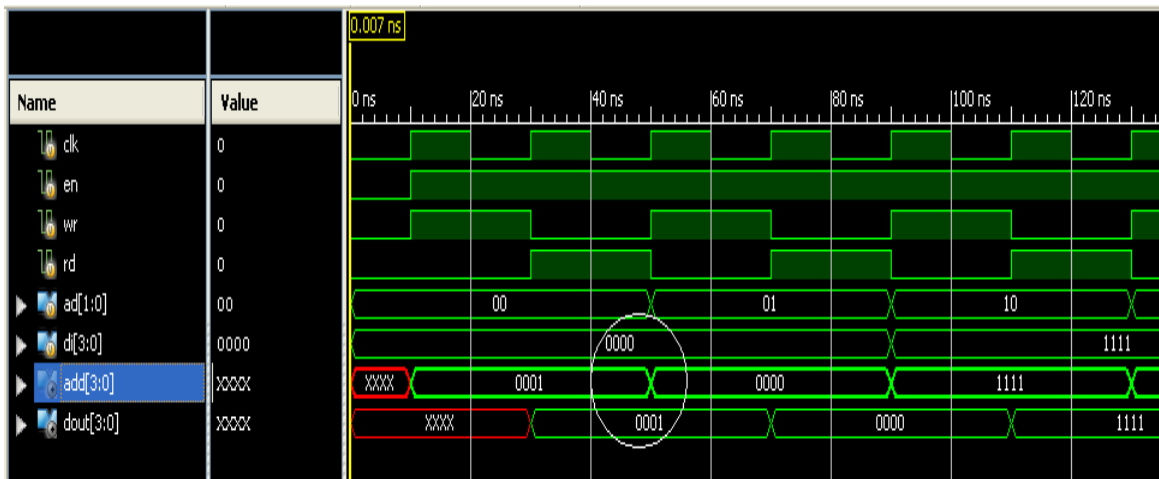 0.007 ns
Name Value 0 ns 20 ns 40 ns 60 ns 80 ns 100 ns 120 ns
clk 0
en 0
wr 0
rd 0
ad[1:0] 00 00 01 10
di[3:0] 0000 0000 1111
add[3:0] XXXX XXXX 0001 0000 1111
dout[3:0] XXXX XXXX 0001 0000 1111